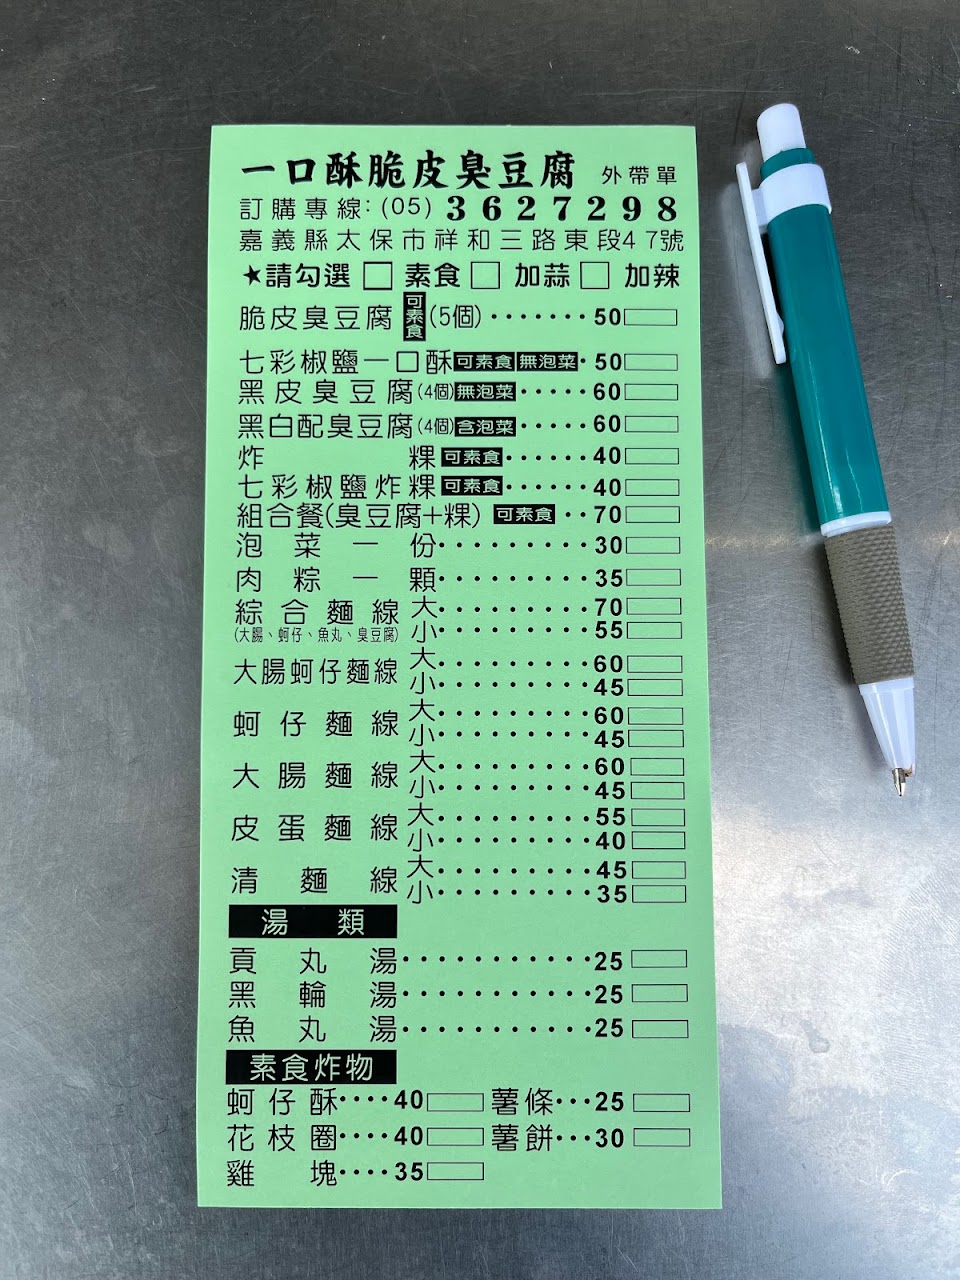 一口酥脆皮臭豆腐 外帶單
訂購專線:(05) 3627298
嘉義縣太保市祥和三路東段47號
★請勾選 □ 素食 □ 加蒜 □ 加辣
脆皮臭豆腐 可素食 (5個) ‧‧‧‧‧‧‧ 50
七彩椒鹽一口酥 可素食 無泡菜 ‧ 50
黑皮臭豆腐(4個) 無泡菜 ‧‧‧‧‧ 60
黑白配臭豆腐(4個) 含泡菜 ‧‧‧‧‧ 60
炸粿 可素食 ‧‧‧‧‧‧ 40
七彩椒鹽炸粿 可素食 ‧‧‧‧‧‧ 40
組合餐(臭豆腐+粿) 可素食 ‧‧ 70
泡菜一份 ‧‧‧‧‧‧‧‧‧‧ 30
肉粽一顆 ‧‧‧‧‧‧‧‧‧‧ 35
綜合麵線 大 ‧‧‧‧‧‧‧‧‧‧ 70
(大腸、蚵仔、魚丸、臭豆腐) 小 ‧‧‧‧‧‧‧‧‧‧ 55
大腸蚵仔麵線 大 ‧‧‧‧‧‧‧‧‧‧ 60
小 ‧‧‧‧‧‧‧‧‧‧ 45
蚵仔麵線 大 ‧‧‧‧‧‧‧‧‧‧ 60
小 ‧‧‧‧‧‧‧‧‧‧ 45
大腸麵線 大 ‧‧‧‧‧‧‧‧‧‧ 60
小 ‧‧‧‧‧‧‧‧‧‧ 45
皮蛋麵線 大 ‧‧‧‧‧‧‧‧‧‧ 55
小 ‧‧‧‧‧‧‧‧‧‧ 40
清麵線 大 ‧‧‧‧‧‧‧‧‧‧ 45
小 ‧‧‧‧‧‧‧‧‧‧ 35
湯類
貢丸湯 ‧‧‧‧‧‧‧‧‧‧‧‧ 25
黑輪湯 ‧‧‧‧‧‧‧‧‧‧‧‧ 25
魚丸湯 ‧‧‧‧‧‧‧‧‧‧‧‧ 25
素食炸物
蚵仔酥 ‧‧‧‧ 40 薯條 ‧‧‧ 25
花枝圈 ‧‧‧‧ 40 薯餅 ‧‧‧ 30
雞塊 ‧‧‧‧ 35